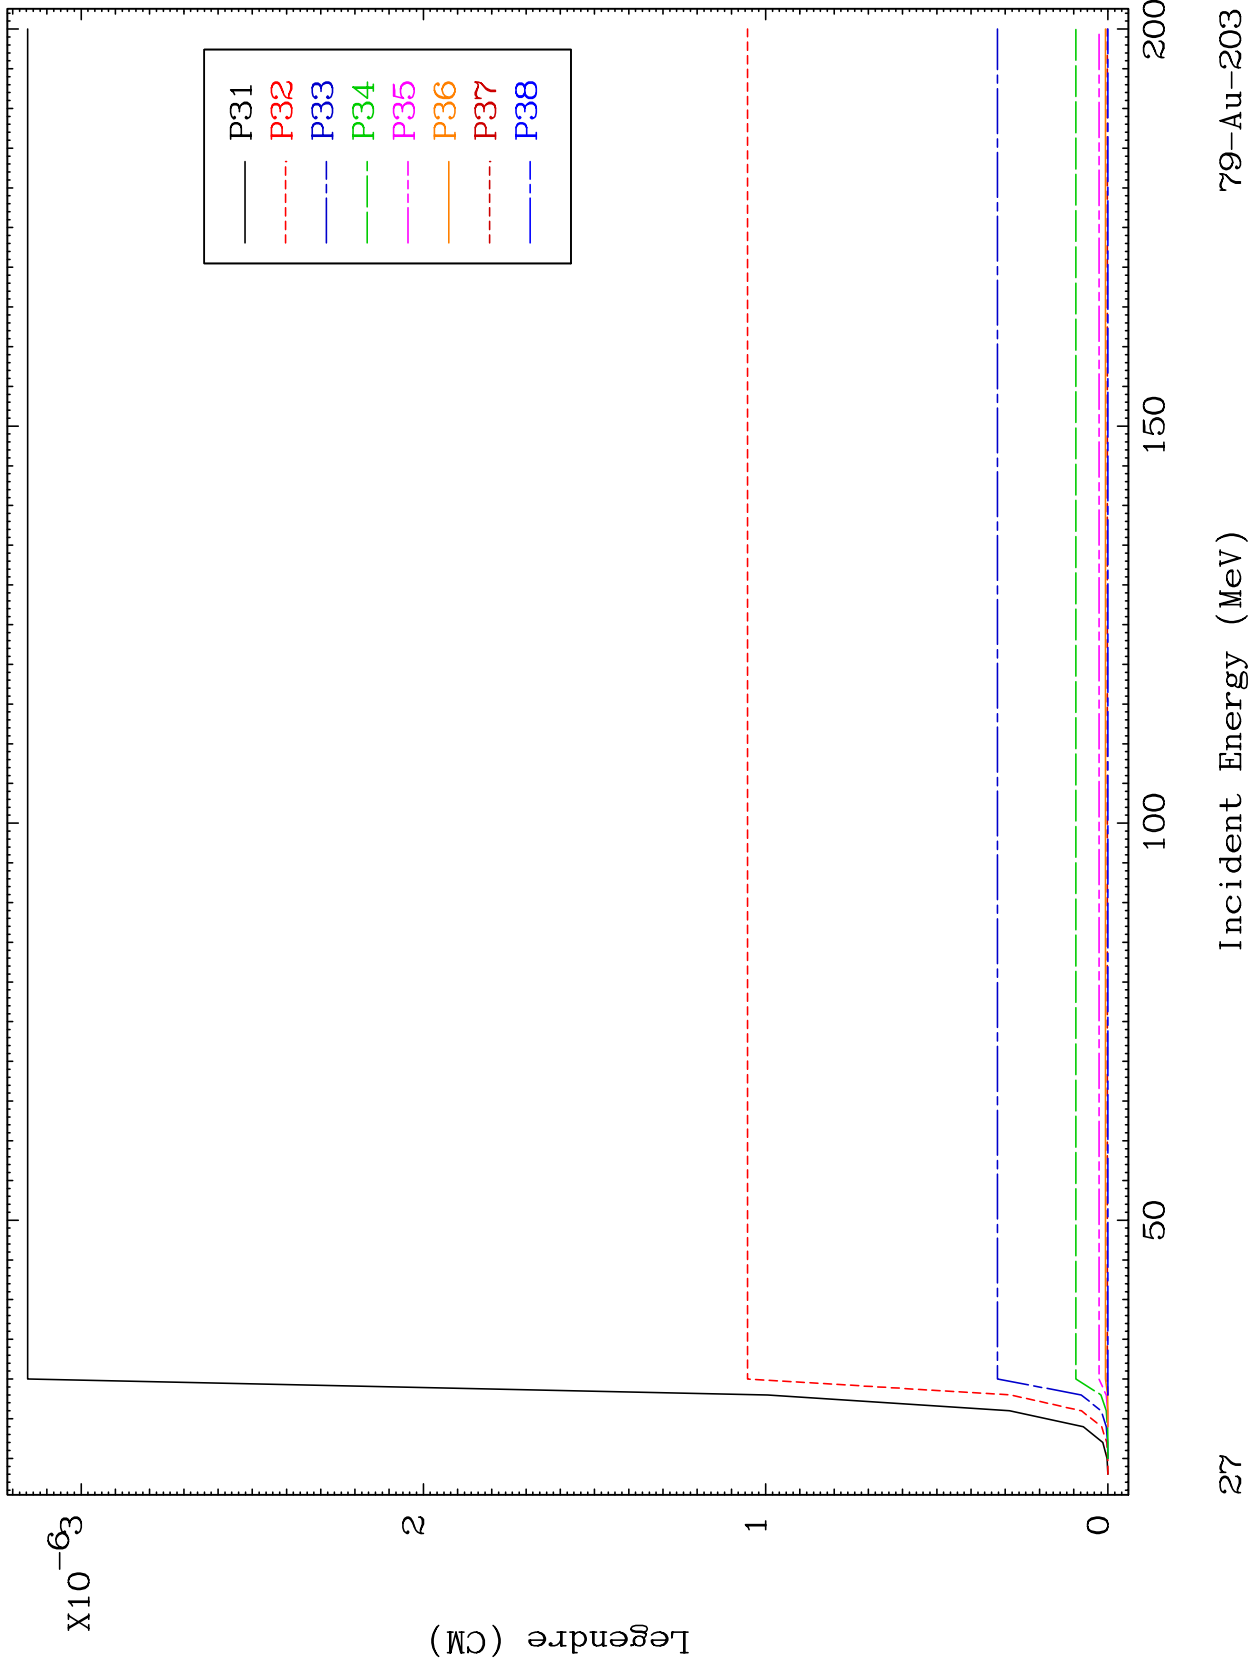 X10^-6
3
2
1
0
Legendre (CM)
P31
P32
P33
P34
P35
P36
P37
P38
50
100
150
200
Incident Energy (MeV)
27
79-Au-203